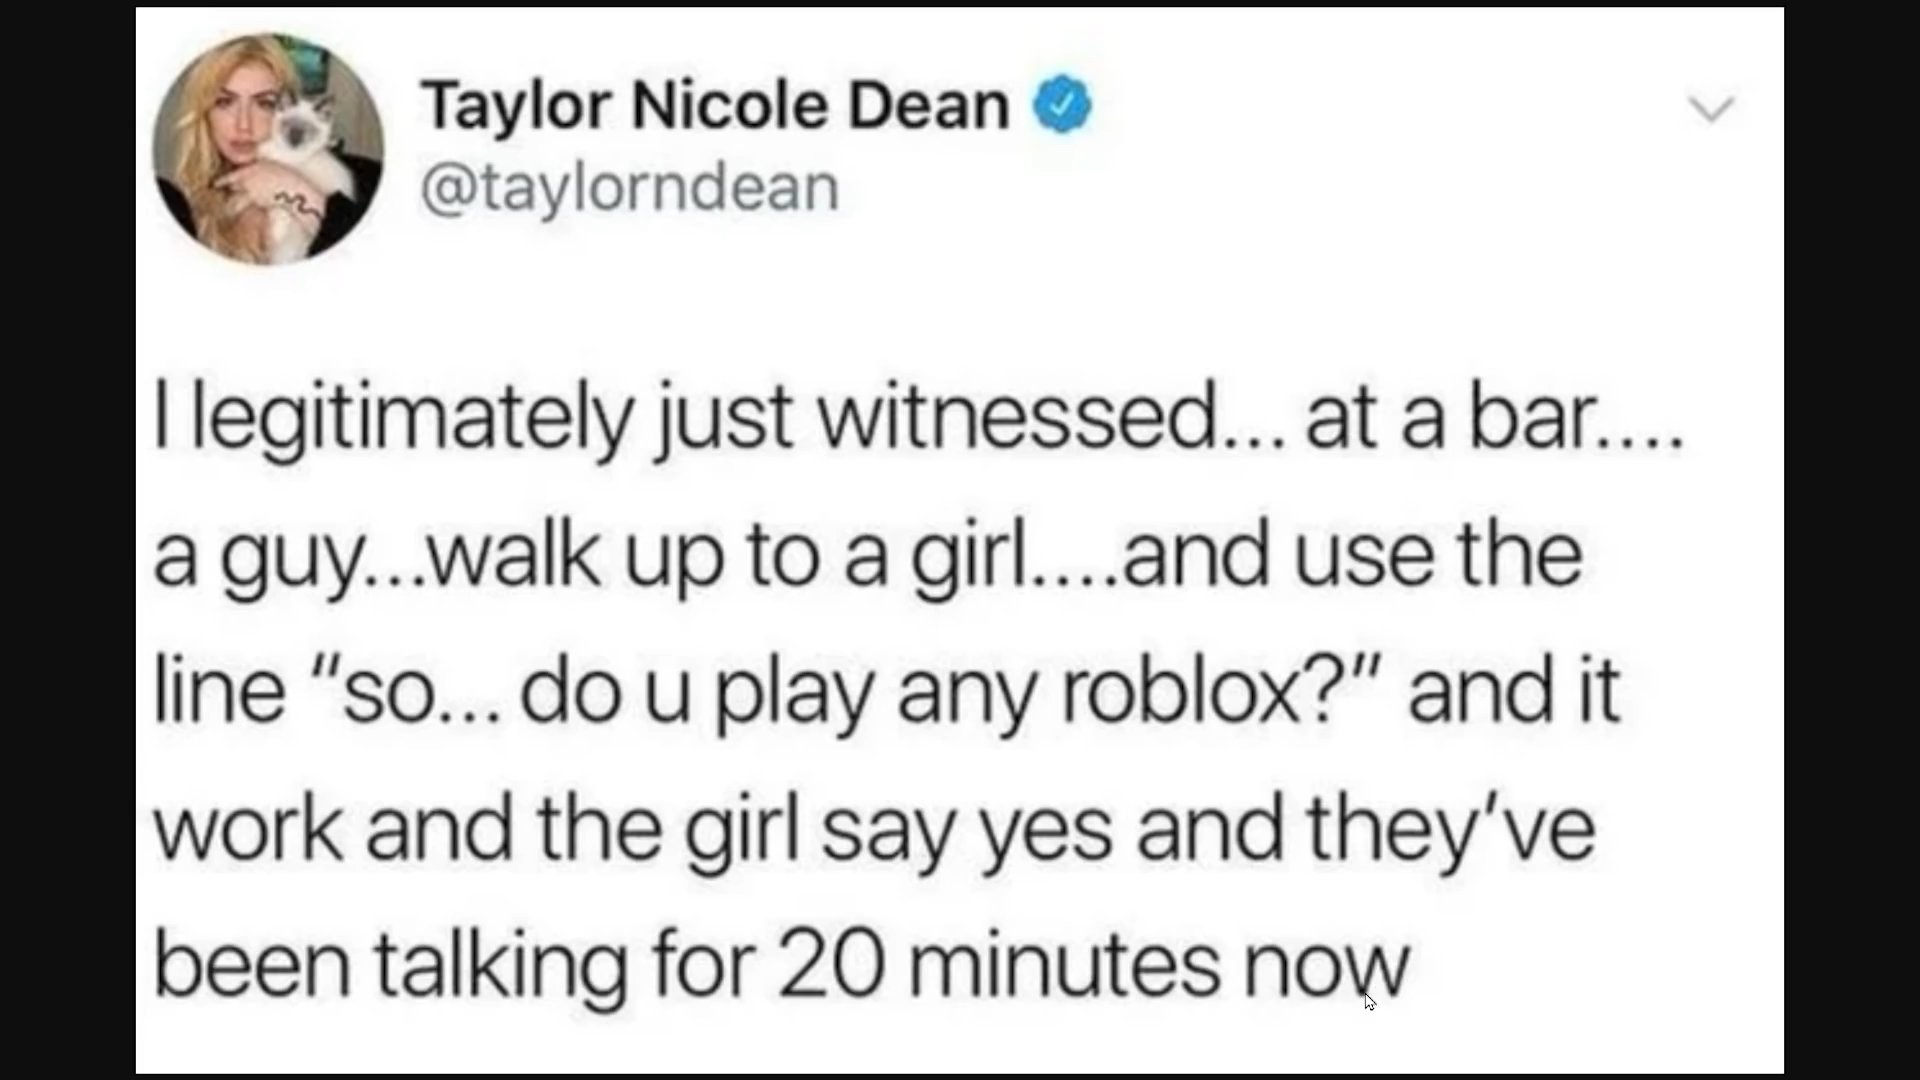 Taylor Nicole Dean
@taylorndean
I legitimately just witnessed... at a bar....
a guy...walk up to a girl....and use the
line "so... do u play any roblox?" and it
work and the girl say yes and they've
been talking for 20 minutes now